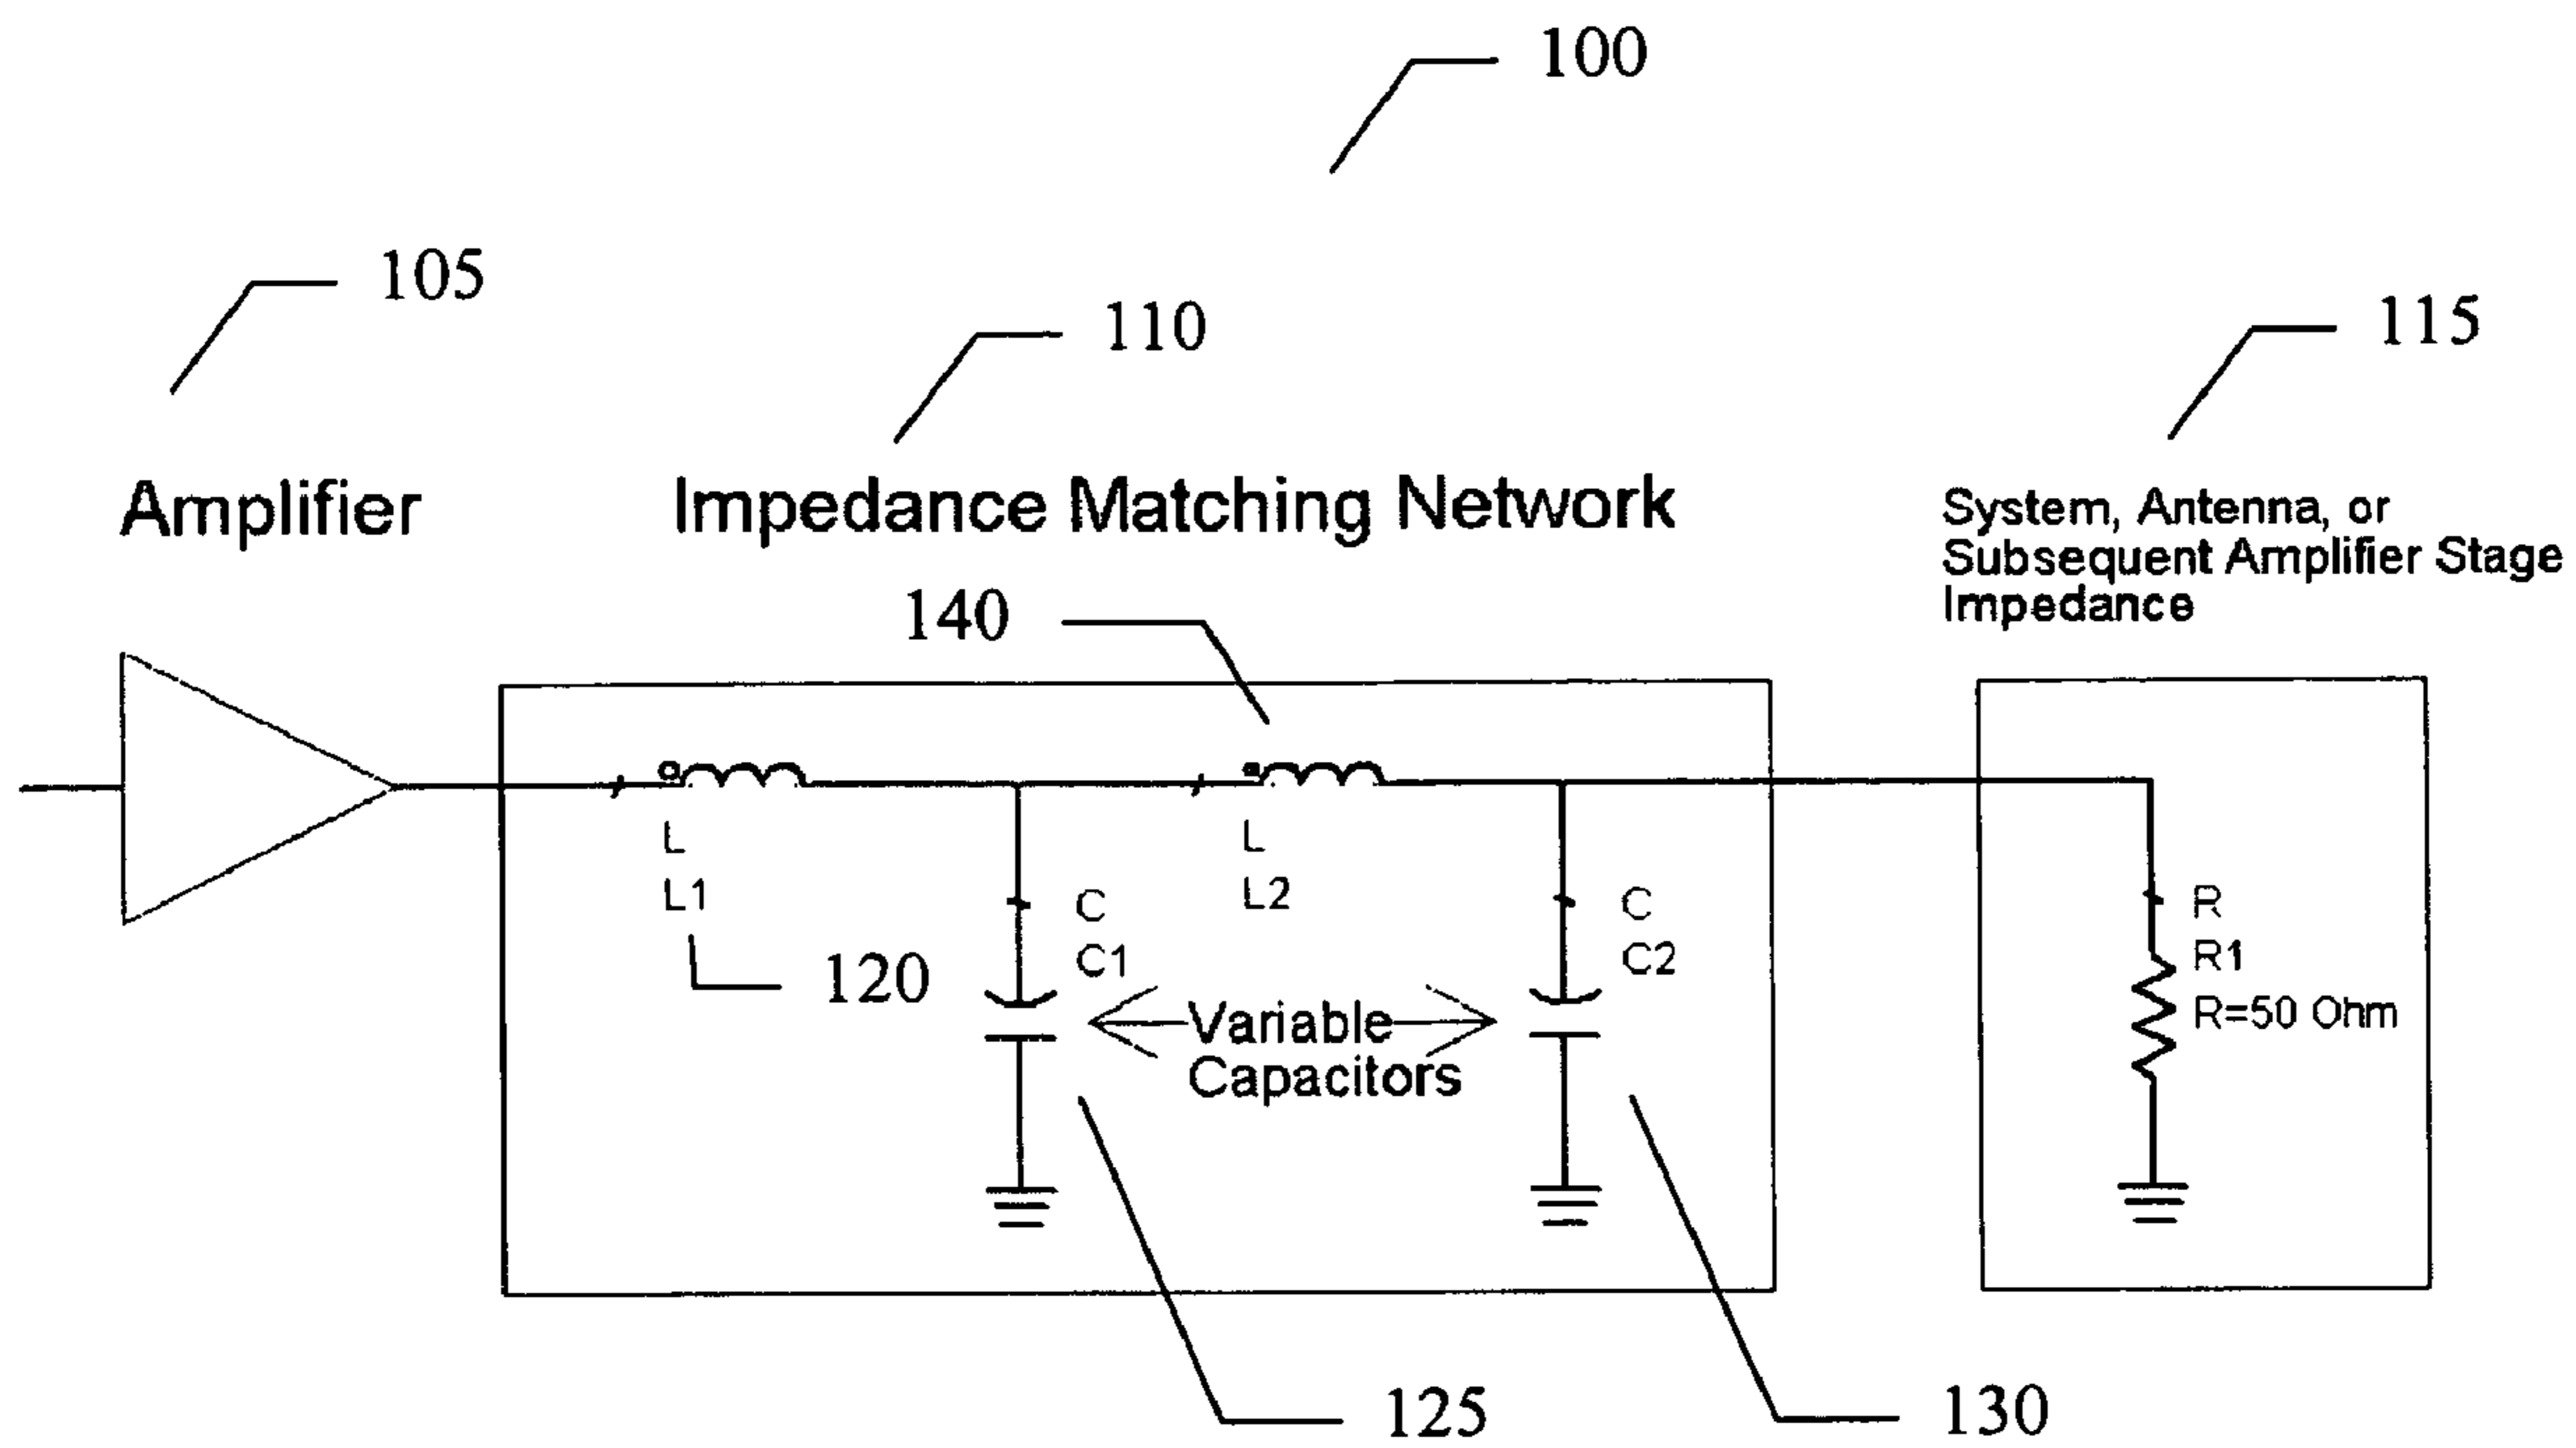 100
105
110
115
Amplifier
Impedance Matching Network
System, Antenna, or
Subsequent Amplifier Stage
Impedance
140
L
L1
120
C
C1
L
L2
C
C2
Variable
Capacitors
R
R1
R=50 Ohm
125
130